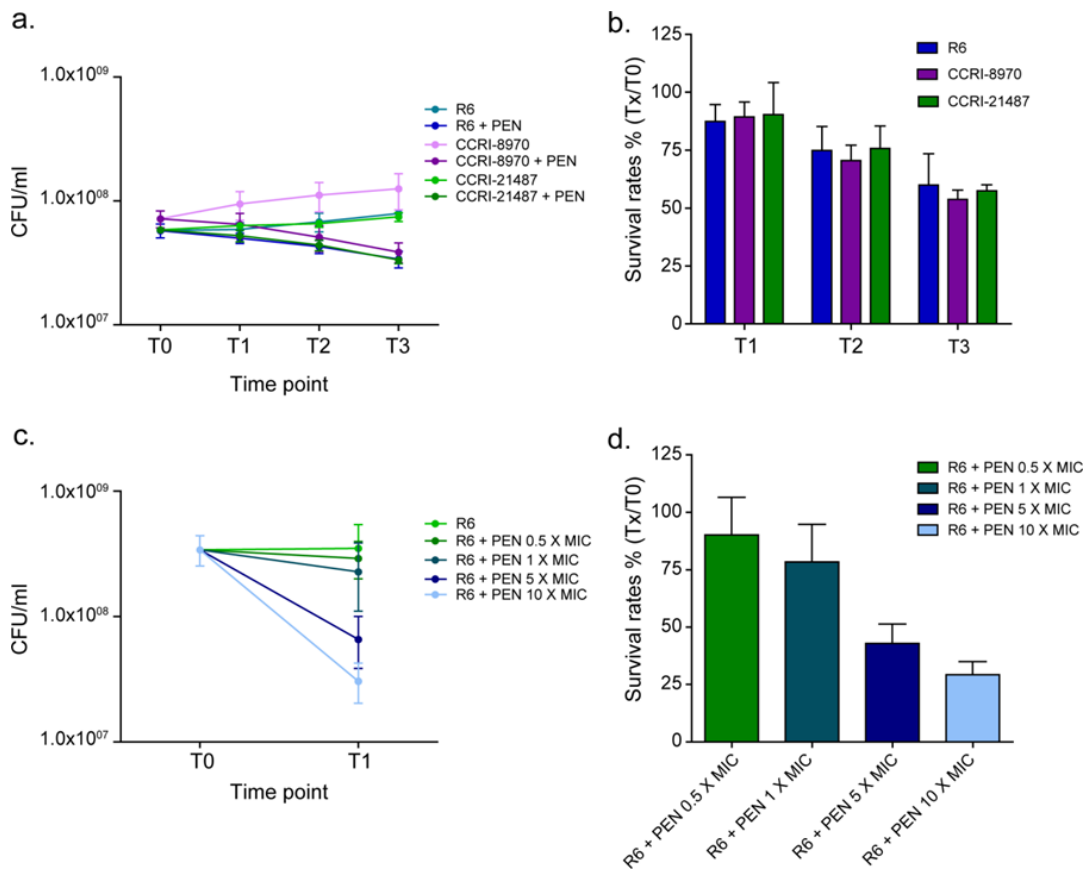 a.
CFU/ml
1.0x10⁰⁹
1.0x10⁰⁸
1.0x10⁰⁷
T0 T1 T2 T3
Time point
R6
R6 + PEN
CCRI-8970
CCRI-8970 + PEN
CCRI-21487
CCRI-21487 + PEN
b.
Survival rates % (Tx/T0)
125
100
75
50
25
0
T1 T2 T3
R6
CCRI-8970
CCRI-21487
c.
CFU/ml
1.0x10⁰⁹
1.0x10⁰⁸
1.0x10⁰⁷
T0 T1
Time point
R6
R6 + PEN 0.5 X MIC
R6 + PEN 1 X MIC
R6 + PEN 5 X MIC
R6 + PEN 10 X MIC
d.
Survival rates % (Tx/T0)
125
100
75
50
25
0
R6 + PEN 0.5 X MIC
R6 + PEN 1 X MIC
R6 + PEN 5 X MIC
R6 + PEN 10 X MIC
R6 + PEN 0.5 X MIC
R6 + PEN 1 X MIC
R6 + PEN 5 X MIC
R6 + PEN 10 X MIC